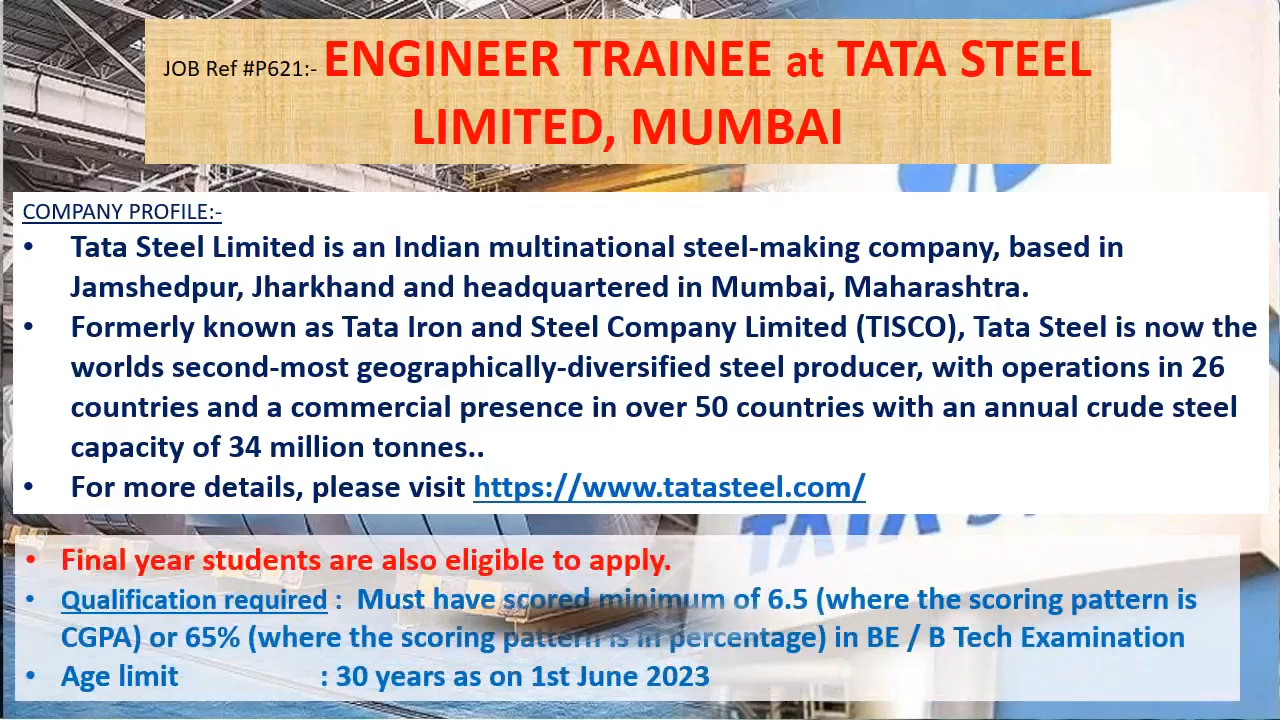 JOB Ref #P621:- ENGINEER TRAINEE at TATA STEEL
LIMITED, MUMBAI
COMPANY PROFILE:-
• Tata Steel Limited is an Indian multinational steel-making company, based in
Jamshedpur, Jharkhand and headquartered in Mumbai, Maharashtra.
• Formerly known as Tata Iron and Steel Company Limited (TISCO), Tata Steel is now the
worlds second-most geographically-diversified steel producer, with operations in 26
countries and a commercial presence in over 50 countries with an annual crude steel
capacity of 34 million tonnes..
• For more details, please visit https://www.tatasteel.com/
TATA
• Final year students are also eligible to apply.
• Qualification required : Must have scored minimum of 6.5 (where the scoring pattern is
CGPA) or 65% (where the scoring pattern is in percentage) in BE / B Tech Examination
• Age limit : 30 years as on 1st June 2023